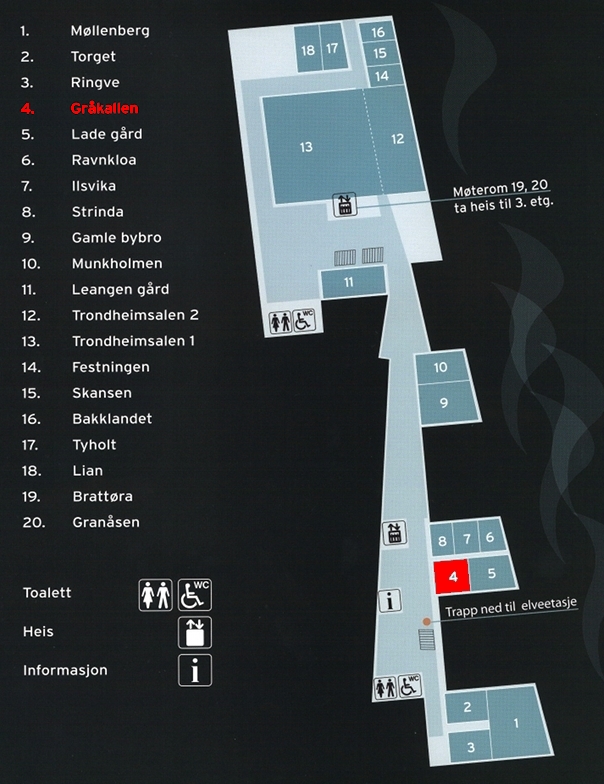 1. Møllenberg
2. Torget
3. Ringve
4. Gråkallen
5. Lade gård
6. Ravnkloa
7. Ilsvika
8. Strinda
9. Gamle bybro
10. Munkholmen
11. Leangen gård
12. Trondheimsalen 2
13. Trondheimsalen 1
14. Festningen
15. Skansen
16. Bakklandet
17. Tyholt
18. Lian
19. Brattøra
20. Granåsen
Toalett WC
Heis
Informasjon i
18 17 16
15
14
13 12
Møterom 19, 20
ta heis til 3. etg.
11
WC
10
9
8 7 6
4 5
i
Trapp ned til elveetasje
WC
2 1
3